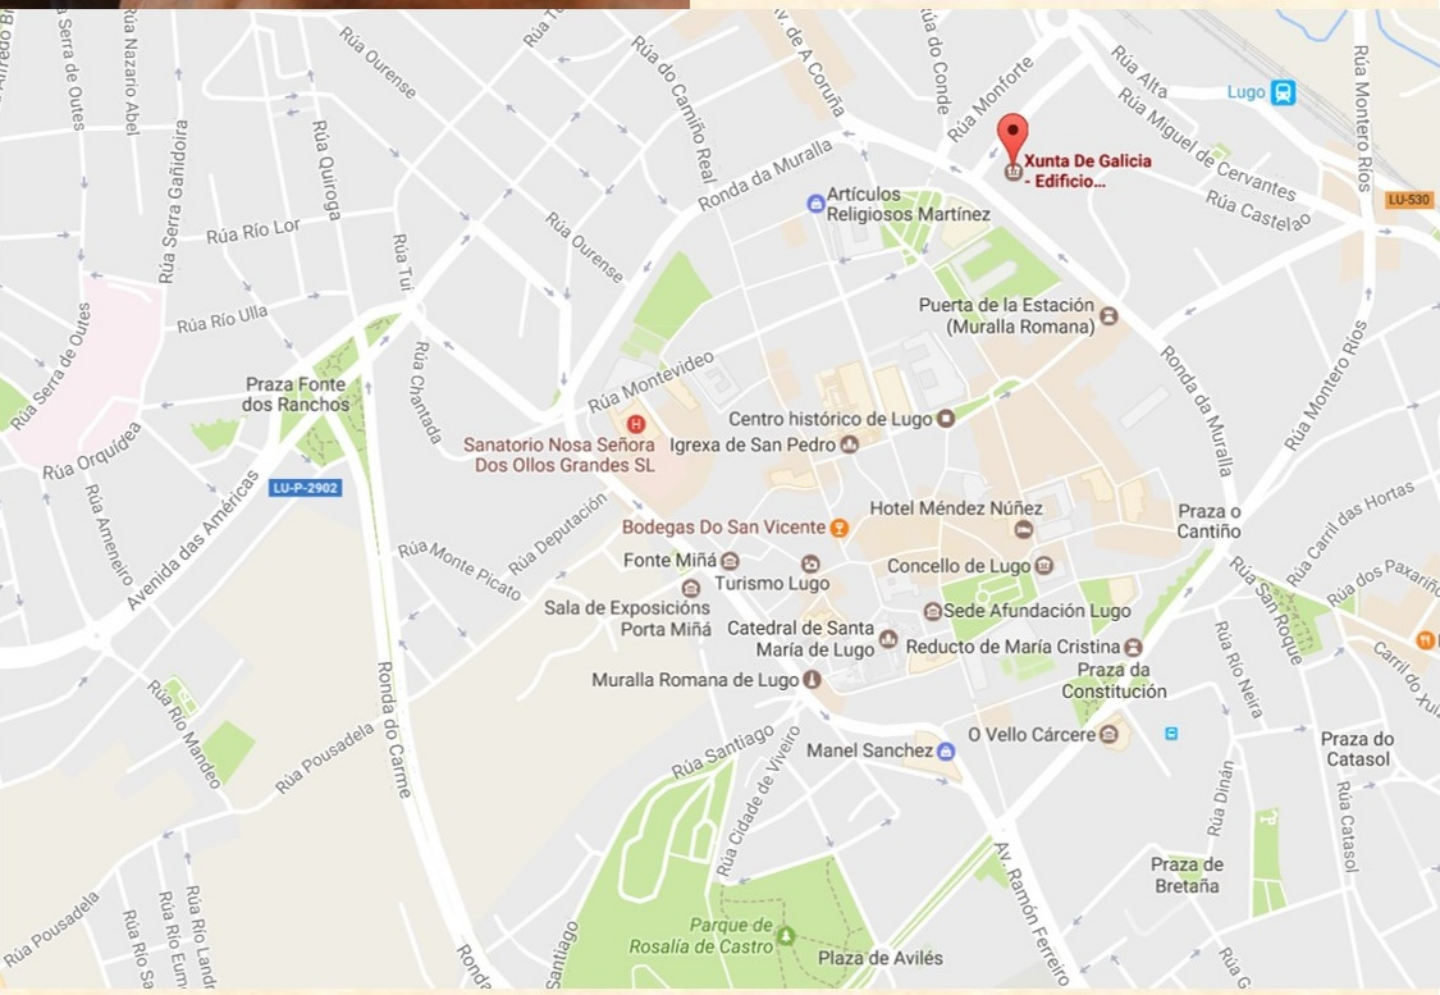 Serra de Outes
Rúa Nazario Abel
Rúa Ourense
Rúa do Camiño Real
Av. de A Coruña
Rúa do Conde
Rúa Monforte
Rúa Alta
Lugo
Rúa Montero Ríos
Rúa Miguel de Cervantes
Xunta De Galicia
- Edificio...
Rúa Serra Gañidoira
Rúa Quiroga
Ronda da Muralla
Artículos
Religiosos Martínez
Rúa Castelao
LU-530
Rúa Río Lor
Rúa Tui
Rúa Ourense
Rúa Río Ulla
Rúa Serra de Outes
Puerta de la Estación
(Muralla Romana)
Rúa Chantada
Praza Fonte
dos Ranchos
Rúa Montevideo
Ronda da Muralla
Rúa Montero Ríos
Centro histórico de Lugo
Sanatorio Nosa Señora
Dos Ollos Grandes SL
Igrexa de San Pedro
Rúa Orquídea
LU-P-2902
Rúa Ameneiro
Avenida das Américas
Rúa Deputación
Bodegas Do San Vicente
Hotel Méndez Núñez
Praza o
Cantiño
Rúa Carril das Hortas
Rúa Monte Picato
Fonte Miñá
Turismo Lugo
Concello de Lugo
Rúa San Roque
Rúa dos Paxariños
Sala de Exposicións
Porta Miñá
Sede Afundación Lugo
Catedral de Santa
María de Lugo
Reducto de María Cristina
Rúa Río Neira
Carril do Xul
Muralla Romana de Lugo
Praza da
Constitución
Rúa Río Mandeo
Ronda do Carme
Rúa Pousadela
Rúa Santiago
Rúa Cidade de Viveiro
Manel Sanchez
O Vello Cárcere
Praza do
Catasol
Rúa Dinán
Rúa Catasol
Praza de
Bretaña
Av. Ramón Ferreiro
Rúa Pousadela
Rúa Río Sa
Rúa Río Eum
Rúa Río Landr
Ronda
Santiago
Parque de
Rosalía de Castro
Plaza de Avilés
Rúa G